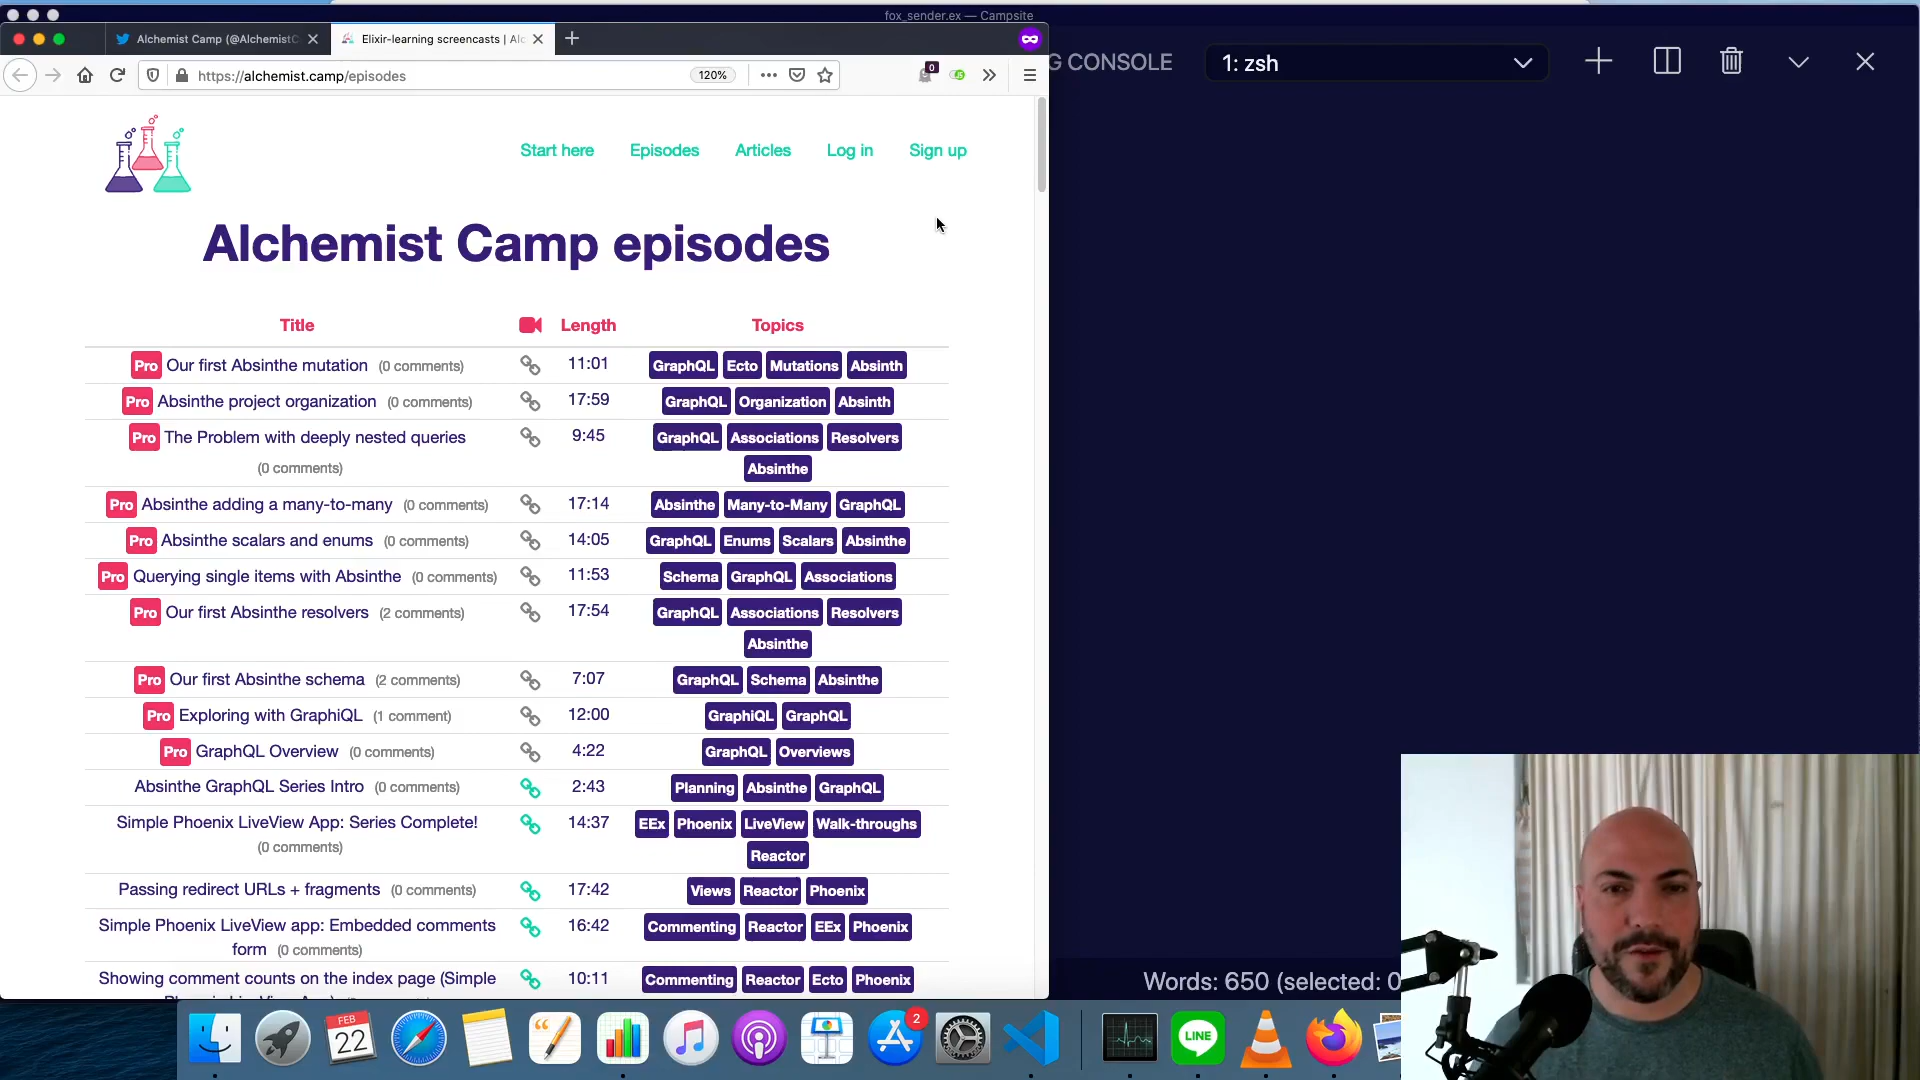 fox_sender.ex — Campsite
Alchemist Camp (@AlchemistC
Elixir-learning screencasts | Alc
https://alchemist.camp/episodes
120%
0
G CONSOLE
1: zsh
Start here
Episodes
Articles
Log in
Sign up
Alchemist Camp episodes
Title
Length
Topics
Pro Our first Absinthe mutation (0 comments) 11:01 GraphQL Ecto Mutations Absinth
Pro Absinthe project organization (0 comments) 17:59 GraphQL Organization Absinth
Pro The Problem with deeply nested queries 9:45 GraphQL Associations Resolvers
(0 comments) Absinthe
Pro Absinthe adding a many-to-many (0 comments) 17:14 Absinthe Many-to-Many GraphQL
Pro Absinthe scalars and enums (0 comments) 14:05 GraphQL Enums Scalars Absinthe
Pro Querying single items with Absinthe (0 comments) 11:53 Schema GraphQL Associations
Pro Our first Absinthe resolvers (2 comments) 17:54 GraphQL Associations Resolvers
Absinthe
Pro Our first Absinthe schema (2 comments) 7:07 GraphQL Schema Absinthe
Pro Exploring with GraphiQL (1 comment) 12:00 GraphiQL GraphQL
Pro GraphQL Overview (0 comments) 4:22 GraphQL Overviews
Absinthe GraphQL Series Intro (0 comments) 2:43 Planning Absinthe GraphQL
Simple Phoenix LiveView App: Series Complete! 14:37 EEx Phoenix LiveView Walk-throughs
(0 comments) Reactor
Passing redirect URLs + fragments (0 comments) 17:42 Views Reactor Phoenix
Simple Phoenix LiveView app: Embedded comments 16:42 Commenting Reactor EEx Phoenix
form (0 comments)
Showing comment counts on the index page (Simple 10:11 Commenting Reactor Ecto Phoenix
Words: 650 (selected: 0
FEB
22
2
LINE